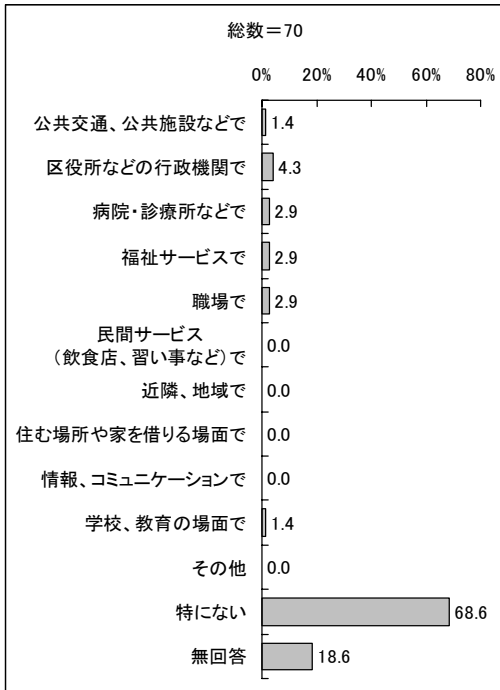 総数=70
0% 20% 40% 60% 80%
公共交通、公共施設などで 1.4
区役所などの行政機関で 4.3
病院・診療所などで 2.9
福祉サービスで 2.9
職場で 2.9
民間サービス
(飲食店、習い事など)で 0.0
近隣、地域で 0.0
住む場所や家を借りる場面で 0.0
情報、コミュニケーションで 0.0
学校、教育の場面で 1.4
その他 0.0
特にない 68.6
無回答 18.6